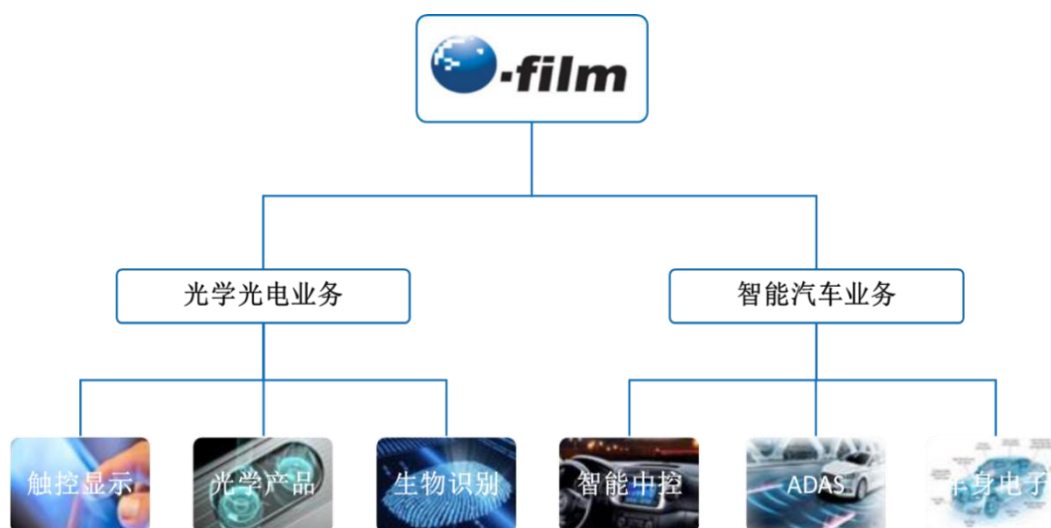 O-film
光学光电业务
智能汽车业务
触控显示
光学产品
生物识别
智能中控
ADAS
车身电子